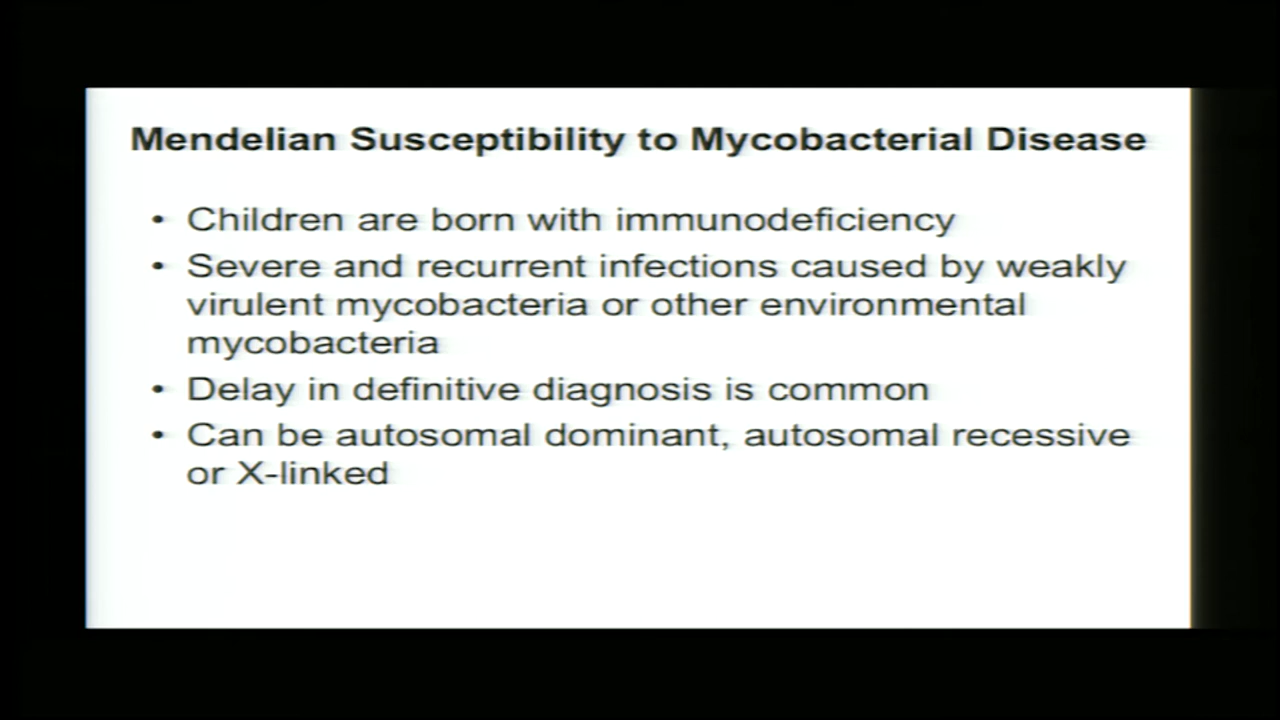 Mendelian Susceptibility to Mycobacterial Disease
• Children are born with immunodeficiency
• Severe and recurrent infections caused by weakly
virulent mycobacteria or other environmental
mycobacteria
• Delay in definitive diagnosis is common
• Can be autosomal dominant, autosomal recessive
or X-linked